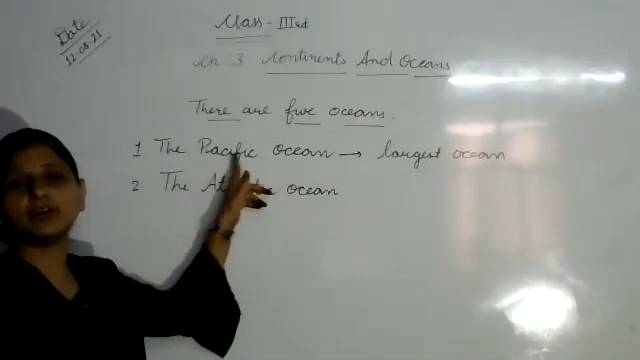 Date
12.08.21
Class - IIIrd
Ch 3 Continents And Oceans
There are five oceans.
1 The Pacific ocean → largest ocean
2 The ocean